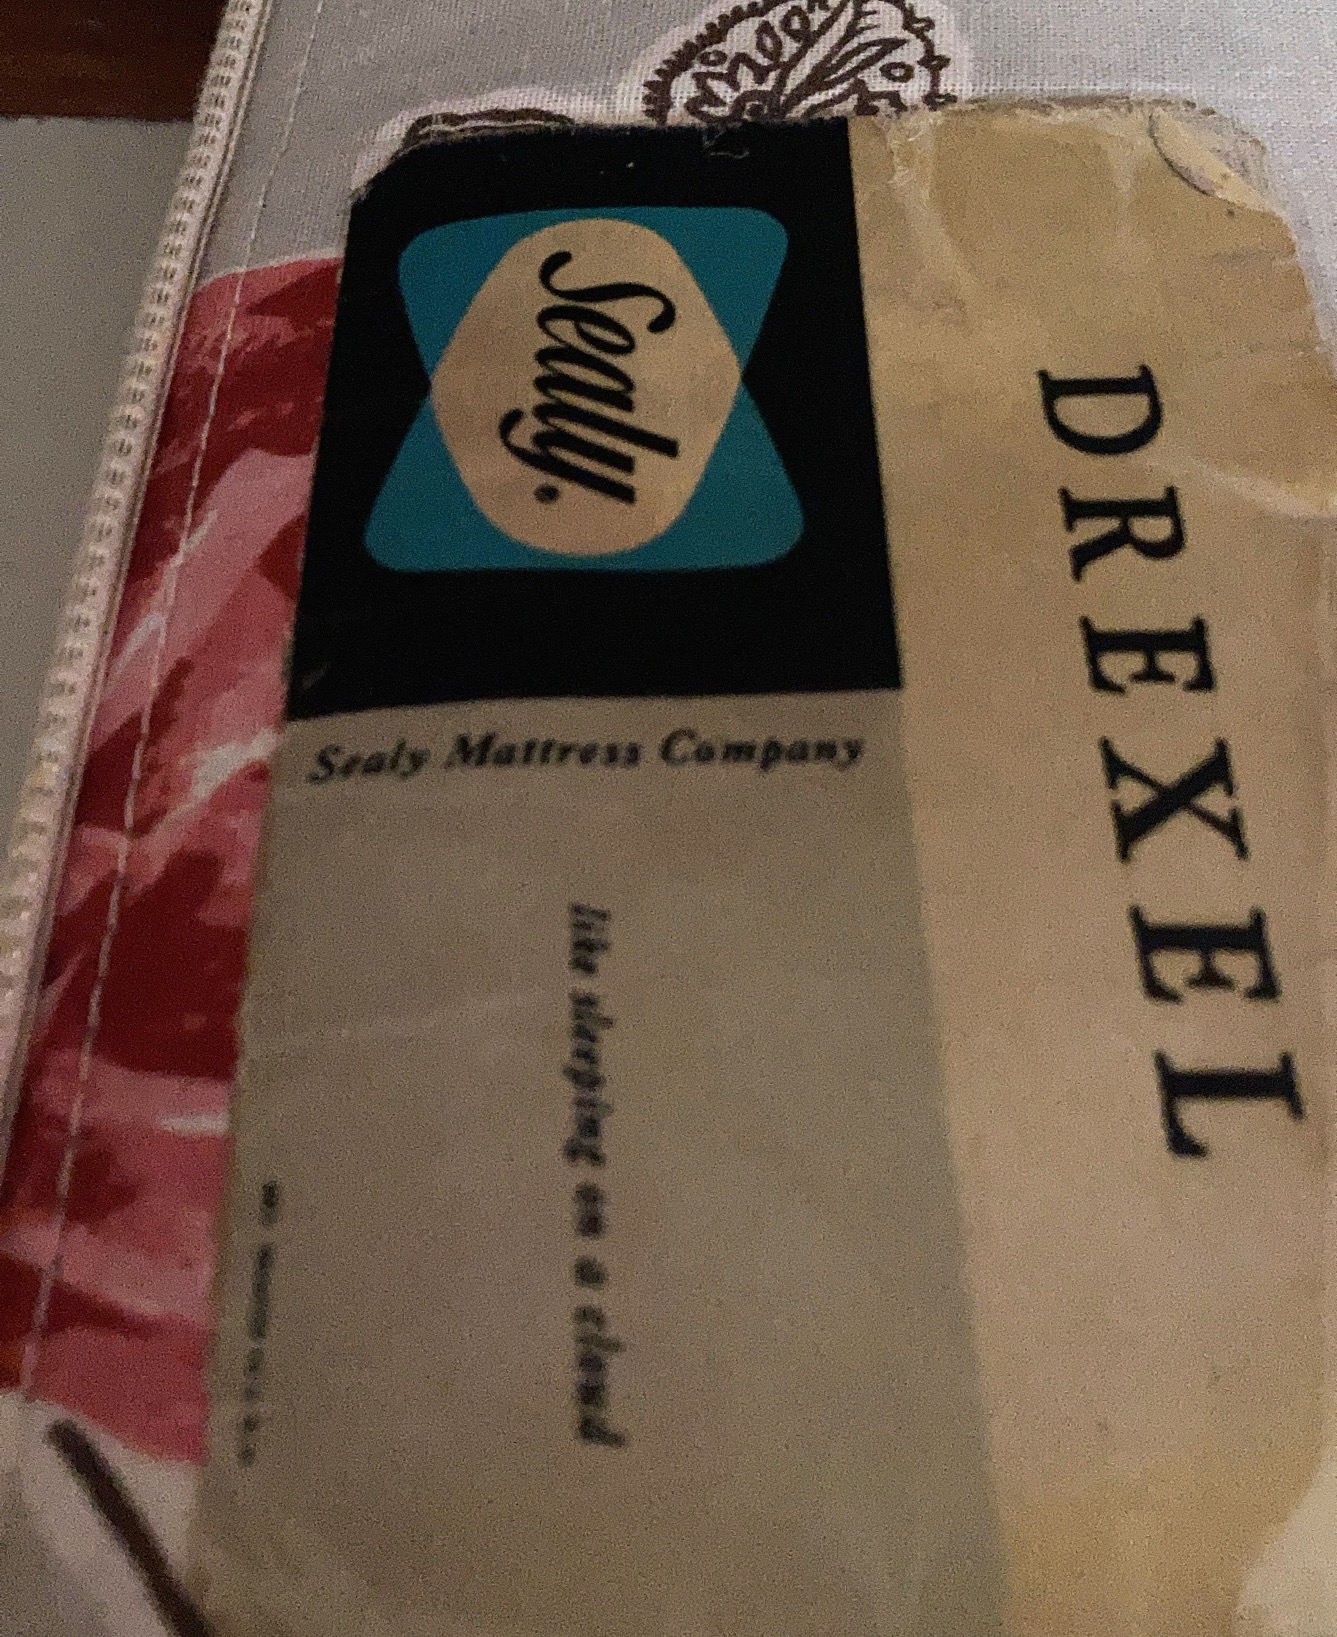 Sealy.
DREXEL
Sealy Mattress Company
like sleeping on a cloud